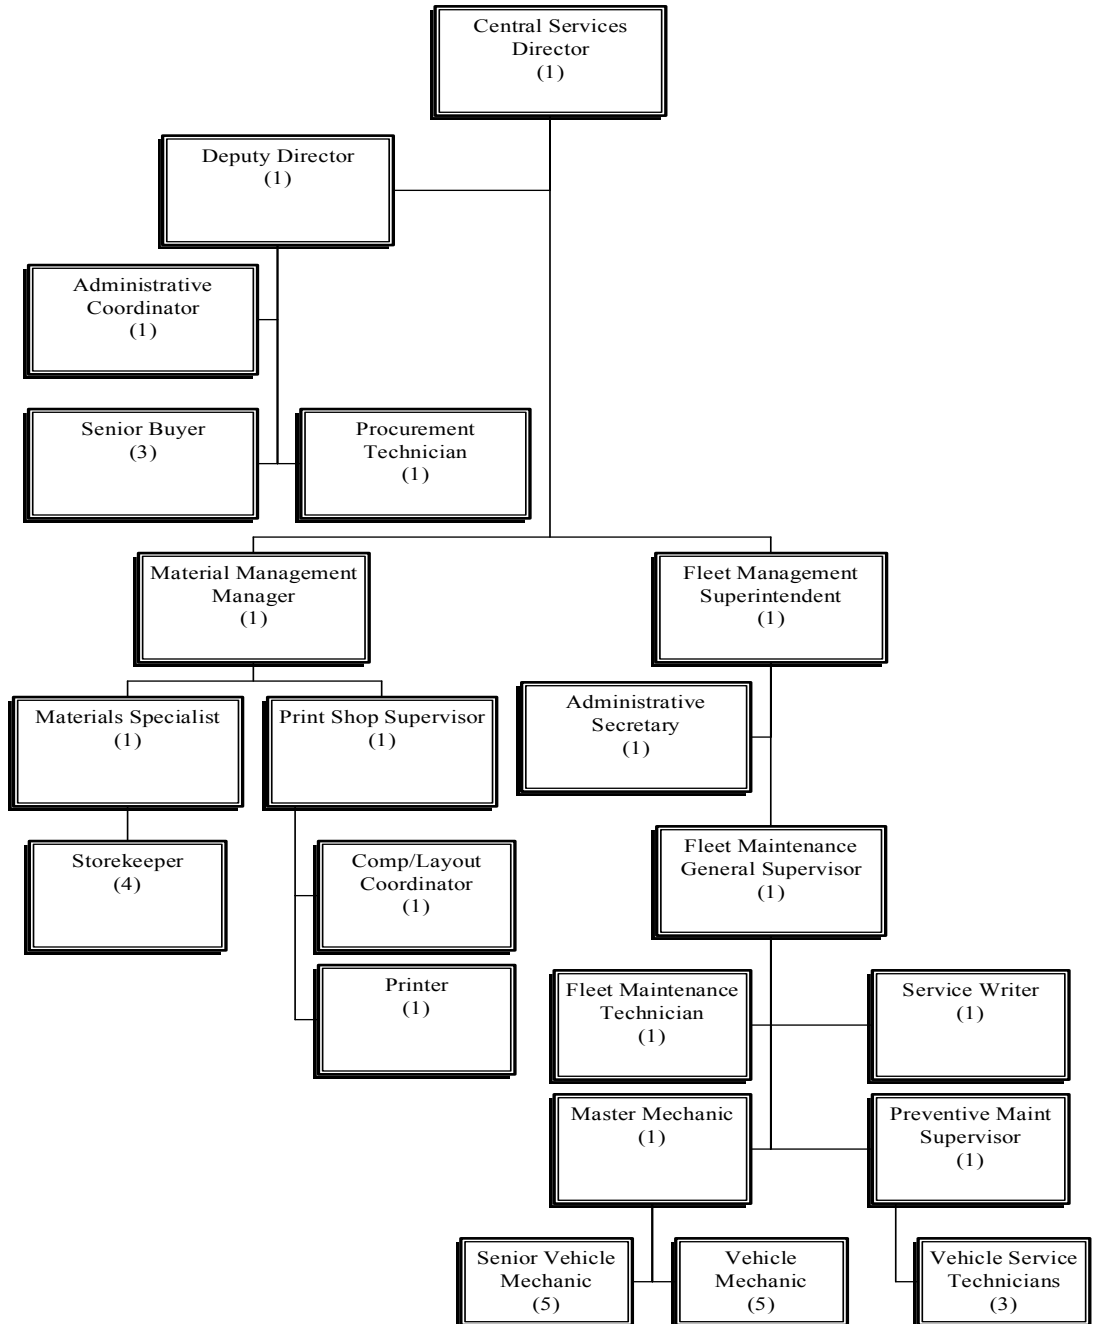 Central Services
Director
(1)
Deputy Director
(1)
Administrative
Coordinator
(1)
Senior Buyer
(3)
Procurement
Technician
(1)
Material Management
Manager
(1)
Fleet Management
Superintendent
(1)
Materials Specialist
(1)
Print Shop Supervisor
(1)
Administrative
Secretary
(1)
Storekeeper
(4)
Comp/Layout
Coordinator
(1)
Fleet Maintenance
General Supervisor
(1)
Printer
(1)
Fleet Maintenance
Technician
(1)
Service Writer
(1)
Master Mechanic
(1)
Preventive Maint
Supervisor
(1)
Senior Vehicle
Mechanic
(5)
Vehicle
Mechanic
(5)
Vehicle Service
Technicians
(3)